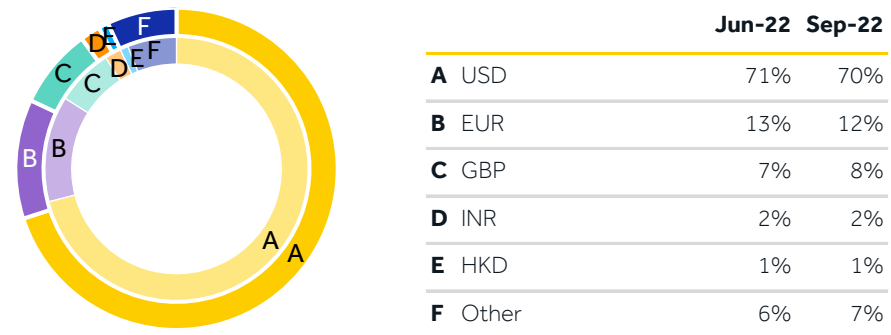 F
D E
D E F
C
C
B B
A
A
Jun-22 Sep-22
A USD 71% 70%
B EUR 13% 12%
C GBP 7% 8%
D INR 2% 2%
E HKD 1% 1%
F Other 6% 7%